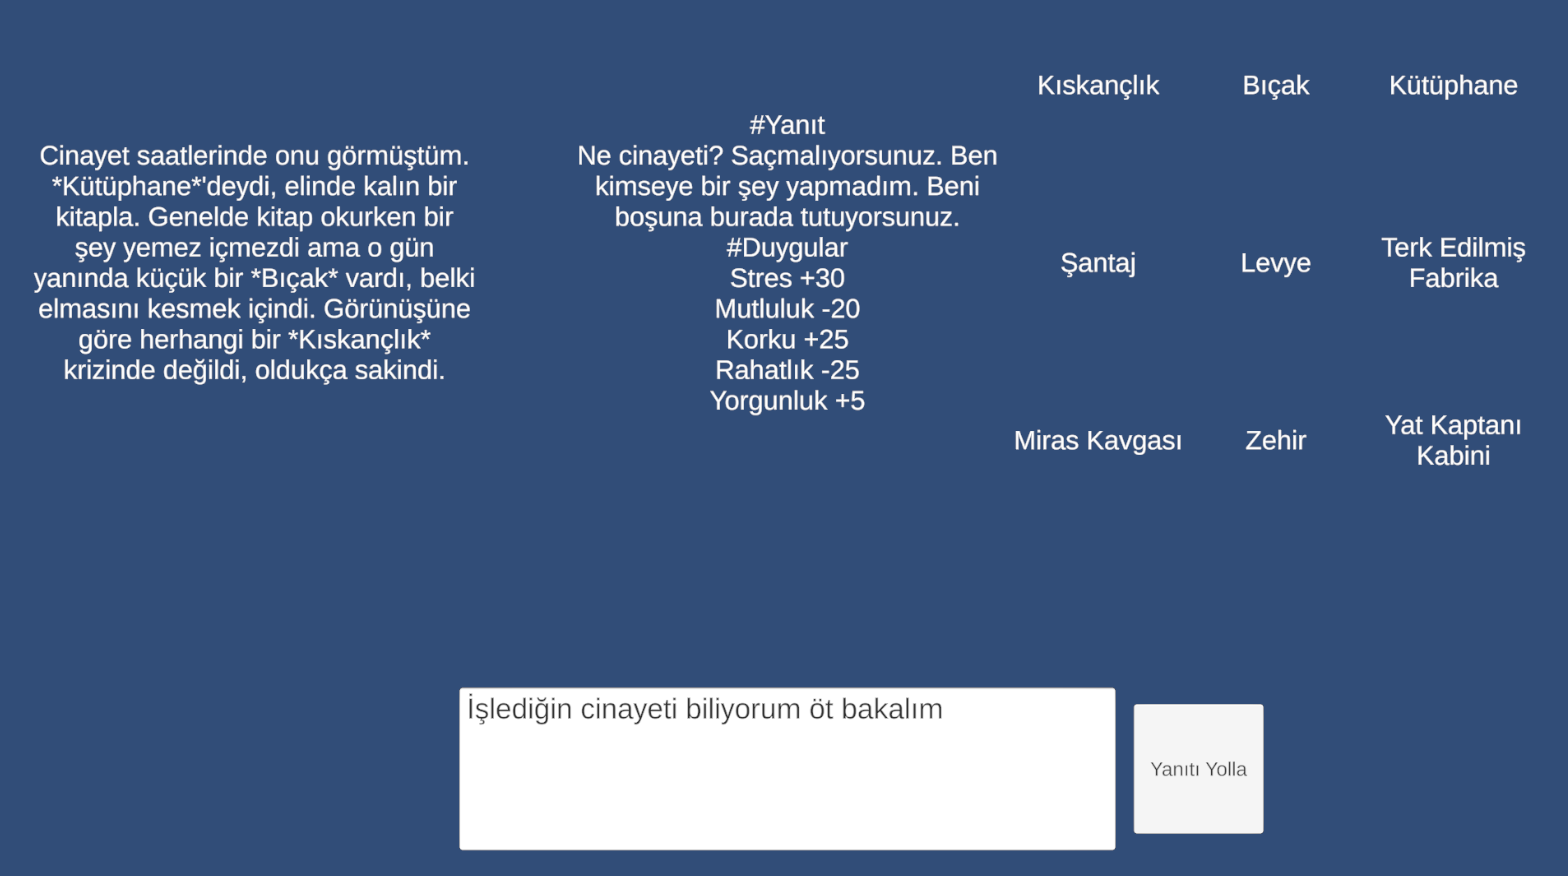 Cinayet saatlerinde onu görmüştüm.
*Kütüphane*'deydi, elinde kalın bir
kitapla. Genelde kitap okurken bir
şey yemez içmezdi ama o gün
yanında küçük bir *Bıçak* vardı, belki
elmasını kesmek içindi. Görünüşüne
göre herhangi bir *Kıskançlık*
krizinde değildi, oldukça sakindi.
#Yanıt
Ne cinayeti? Saçmalıyorsunuz. Ben
kimseye bir şey yapmadım. Beni
boşuna burada tutuyorsunuz.
#Duygular
Stres +30
Mutluluk -20
Korku +25
Rahatlık -25
Yorgunluk +5
Kıskançlık
Bıçak
Kütüphane
Şantaj
Levye
Terk Edilmiş
Fabrika
Miras Kavgası
Zehir
Yat Kaptanı
Kabini
İşlediğin cinayeti biliyorum öt bakalım
Yanıtı Yolla